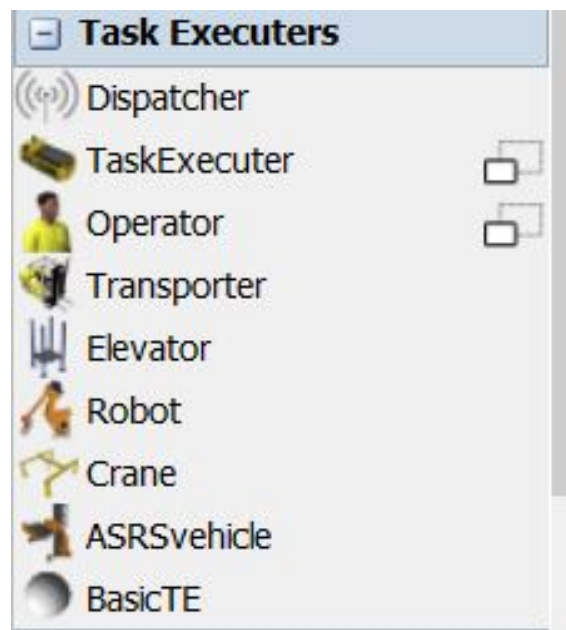 Task Executers
Dispatcher
TaskExecuter
Operator
Transporter
Elevator
Robot
Crane
ASRSvehicle
BasicTE